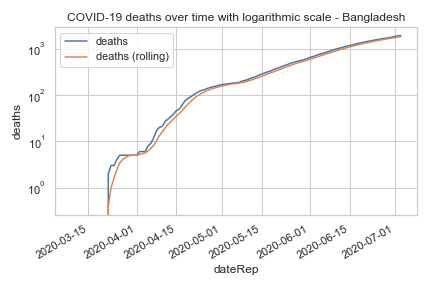 COVID-19 deaths over time with logarithmic scale - Bangladesh
deaths
deaths (rolling)
10³
10²
10¹
10⁰
deaths
2020-03-15
2020-04-01
2020-04-15
2020-05-01
2020-05-15
2020-06-01
2020-06-15
2020-07-01
dateRep